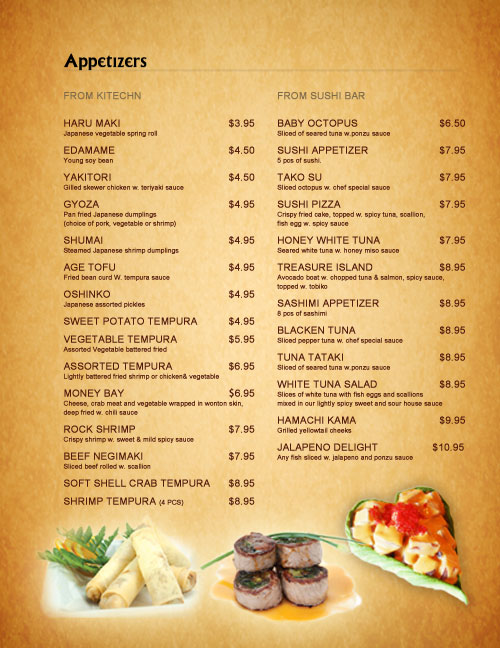 Appetizers
FROM KITECHN
HARU MAKI $3.95
Japanese vegetable spring roll
EDAMAME $4.50
Young soy bean
YAKITORI $4.50
Gilled skewer chicken w. teriyaki sauce
GYOZA $4.95
Pan fried Japanese dumplings
(choice of pork, vegetable or shrimp)
SHUMAI $4.95
Steamed Japanese shrimp dumplings
AGE TOFU $4.95
Fried bean curd W. tempura sauce
OSHINKO $4.95
Japanese assorted pickles
SWEET POTATO TEMPURA $4.95
VEGETABLE TEMPURA $5.95
Assorted Vegetable battered fried
ASSORTED TEMPURA $6.95
Lightly battered fried shrimp or chicken& vegetable
MONEY BAY $6.95
Cheese, crab meat and vegetable wrapped in wonton skin,
deep fried w. chili sauce
ROCK SHRIMP $7.95
Crispy shrimp w. sweet & mild spicy sauce
BEEF NEGIMAKI $7.95
Sliced beef rolled w. scallion
SOFT SHELL CRAB TEMPURA $8.95
SHRIMP TEMPURA (4 PCS) $8.95
FROM SUSHI BAR
BABY OCTOPUS $6.50
Sliced of seared tuna w.ponzu sauce
SUSHI APPETIZER $7.95
5 pcs of sushi.
TAKO SU $7.95
Sliced octopus w. chef special sauce
SUSHI PIZZA $7.95
Crispy fried cake, topped w. spicy tuna, scallion,
fish egg w. spicy sauce
HONEY WHITE TUNA $7.95
Seared white tuna w. honey miso sauce
TREASURE ISLAND $8.95
Avocado boat w. chopped tuna & salmon, spicy sauce,
topped w. tobiko
SASHIMI APPETIZER $8.95
8 pcs of sashimi
BLACKEN TUNA $8.95
Sliced pepper tuna w. chef special sauce
TUNA TATAKI $8.95
Sliced of seared tuna w.ponzu sauce
WHITE TUNA SALAD $8.95
Slices of white tuna with fish eggs and scallions
mixed in our lightly spicy sweet and sour house sauce
HAMACHI KAMA $9.95
Grilled yellowtail cheeks
JALAPENO DELIGHT $10.95
Any fish sliced w. jalapeno and ponzu sauce